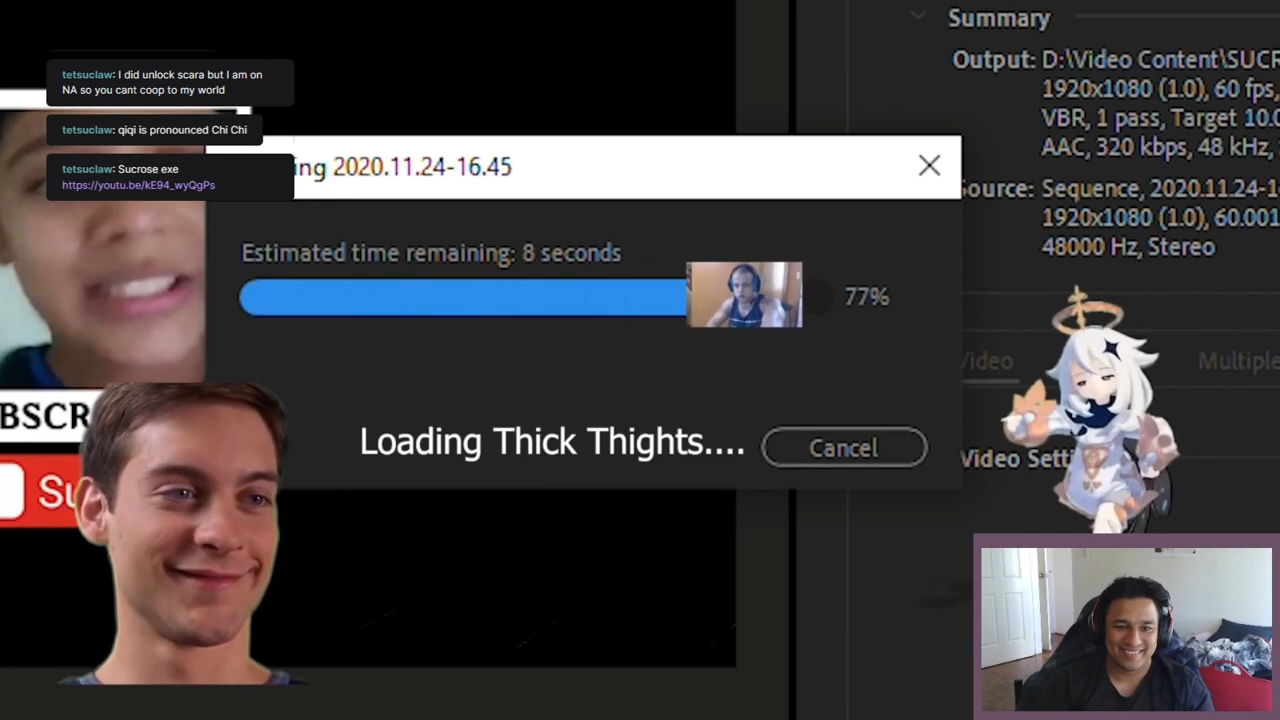 Summary
Output: D:\Video Content\SUCR
1920x1080 (1.0), 60 fps,
VBR, 1 pass, Target 10.0
AAC, 320 kbps, 48 kHz,
Source: Sequence, 2020.11.24-1
1920x1080 (1.0), 60.001
48000 Hz, Stereo
tetsuclaw: I did unlock scara but I am on
NA so you cant coop to my world
tetsuclaw: qiqi is pronounced Chi Chi
tetsuclaw: Sucrose exe
https://youtu.be/kE94_wyQgPs
ing 2020.11.24-16.45
Estimated time remaining: 8 seconds
77%
Video
Multiple
BSCR
Loading Thick Thights....
Cancel
Video Setti
Su